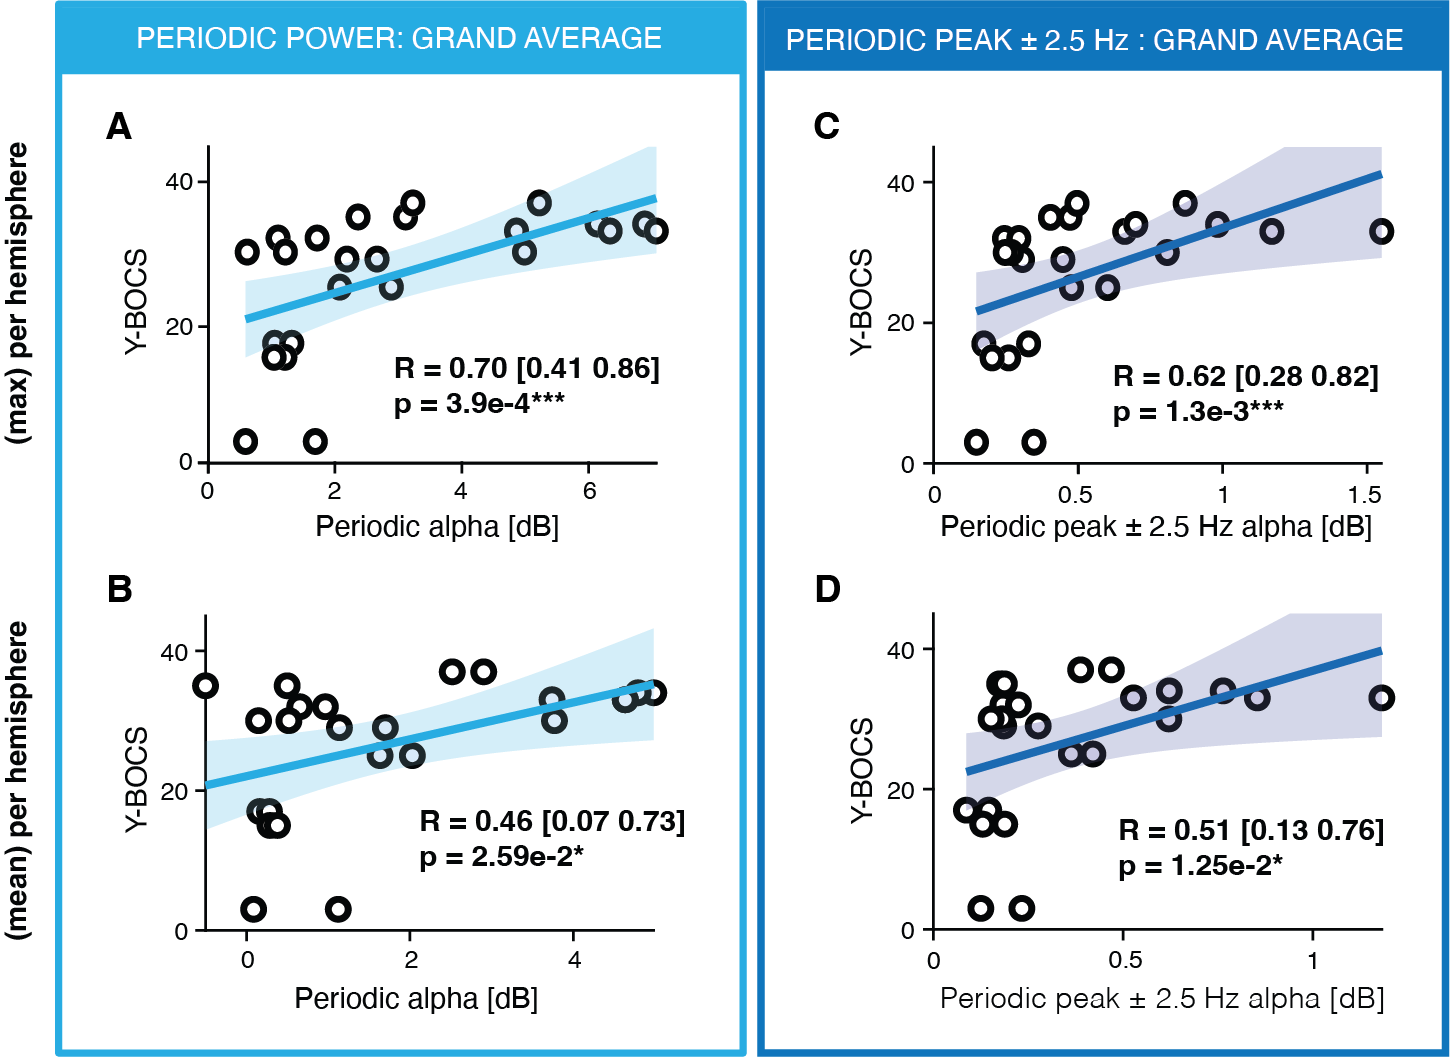 PERIODIC POWER: GRAND AVERAGE
PERIODIC PEAK ± 2.5 Hz : GRAND AVERAGE
(max) per hemisphere
A
Y-BOCS
40
20
0
R = 0.70 [0.41 0.86]
p = 3.9e-4***
0 2 4 6
Periodic alpha [dB]
C
Y-BOCS
40
20
0
R = 0.62 [0.28 0.82]
p = 1.3e-3***
0 0.5 1 1.5
Periodic peak ± 2.5 Hz alpha [dB]
(mean) per hemisphere
B
Y-BOCS
40
20
0
R = 0.46 [0.07 0.73]
p = 2.59e-2*
0 2 4
Periodic alpha [dB]
D
Y-BOCS
40
20
0
R = 0.51 [0.13 0.76]
p = 1.25e-2*
0 0.5 1
Periodic peak ± 2.5 Hz alpha [dB]